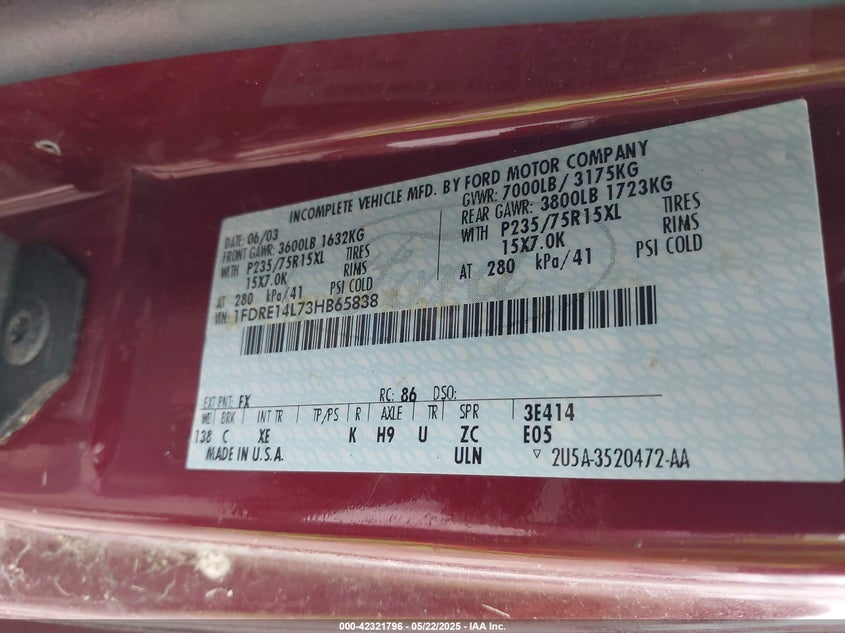 INCOMPLETE VEHICLE MFD. BY FORD MOTOR COMPANY
DATE: 06/03 GVWR: 7000LB/ 3175KG
FRONT GAWR: 3600LB 1632KG REAR GAWR: 3800LB 1723KG
WITH P235/75R15XL TIRES WITH P235/75R15XL TIRES
15X7.0K RIMS 15X7.0K RIMS
AT 280 kPa/41 PSI COLD AT 280 kPa/41 PSI COLD
VIN: 1FDRE14L73HB65838
Ford
EXT PNT: FX RC: 86 DSO:
WB BRK INT TR TP/PS R AXLE TR SPR 3E414
138 C XE K H9 U ZC E05
MADE IN U.S.A. ULN ▽ 2U5A-3520472-AA
000-42321796 - 05/22/2025 - IAA Inc.